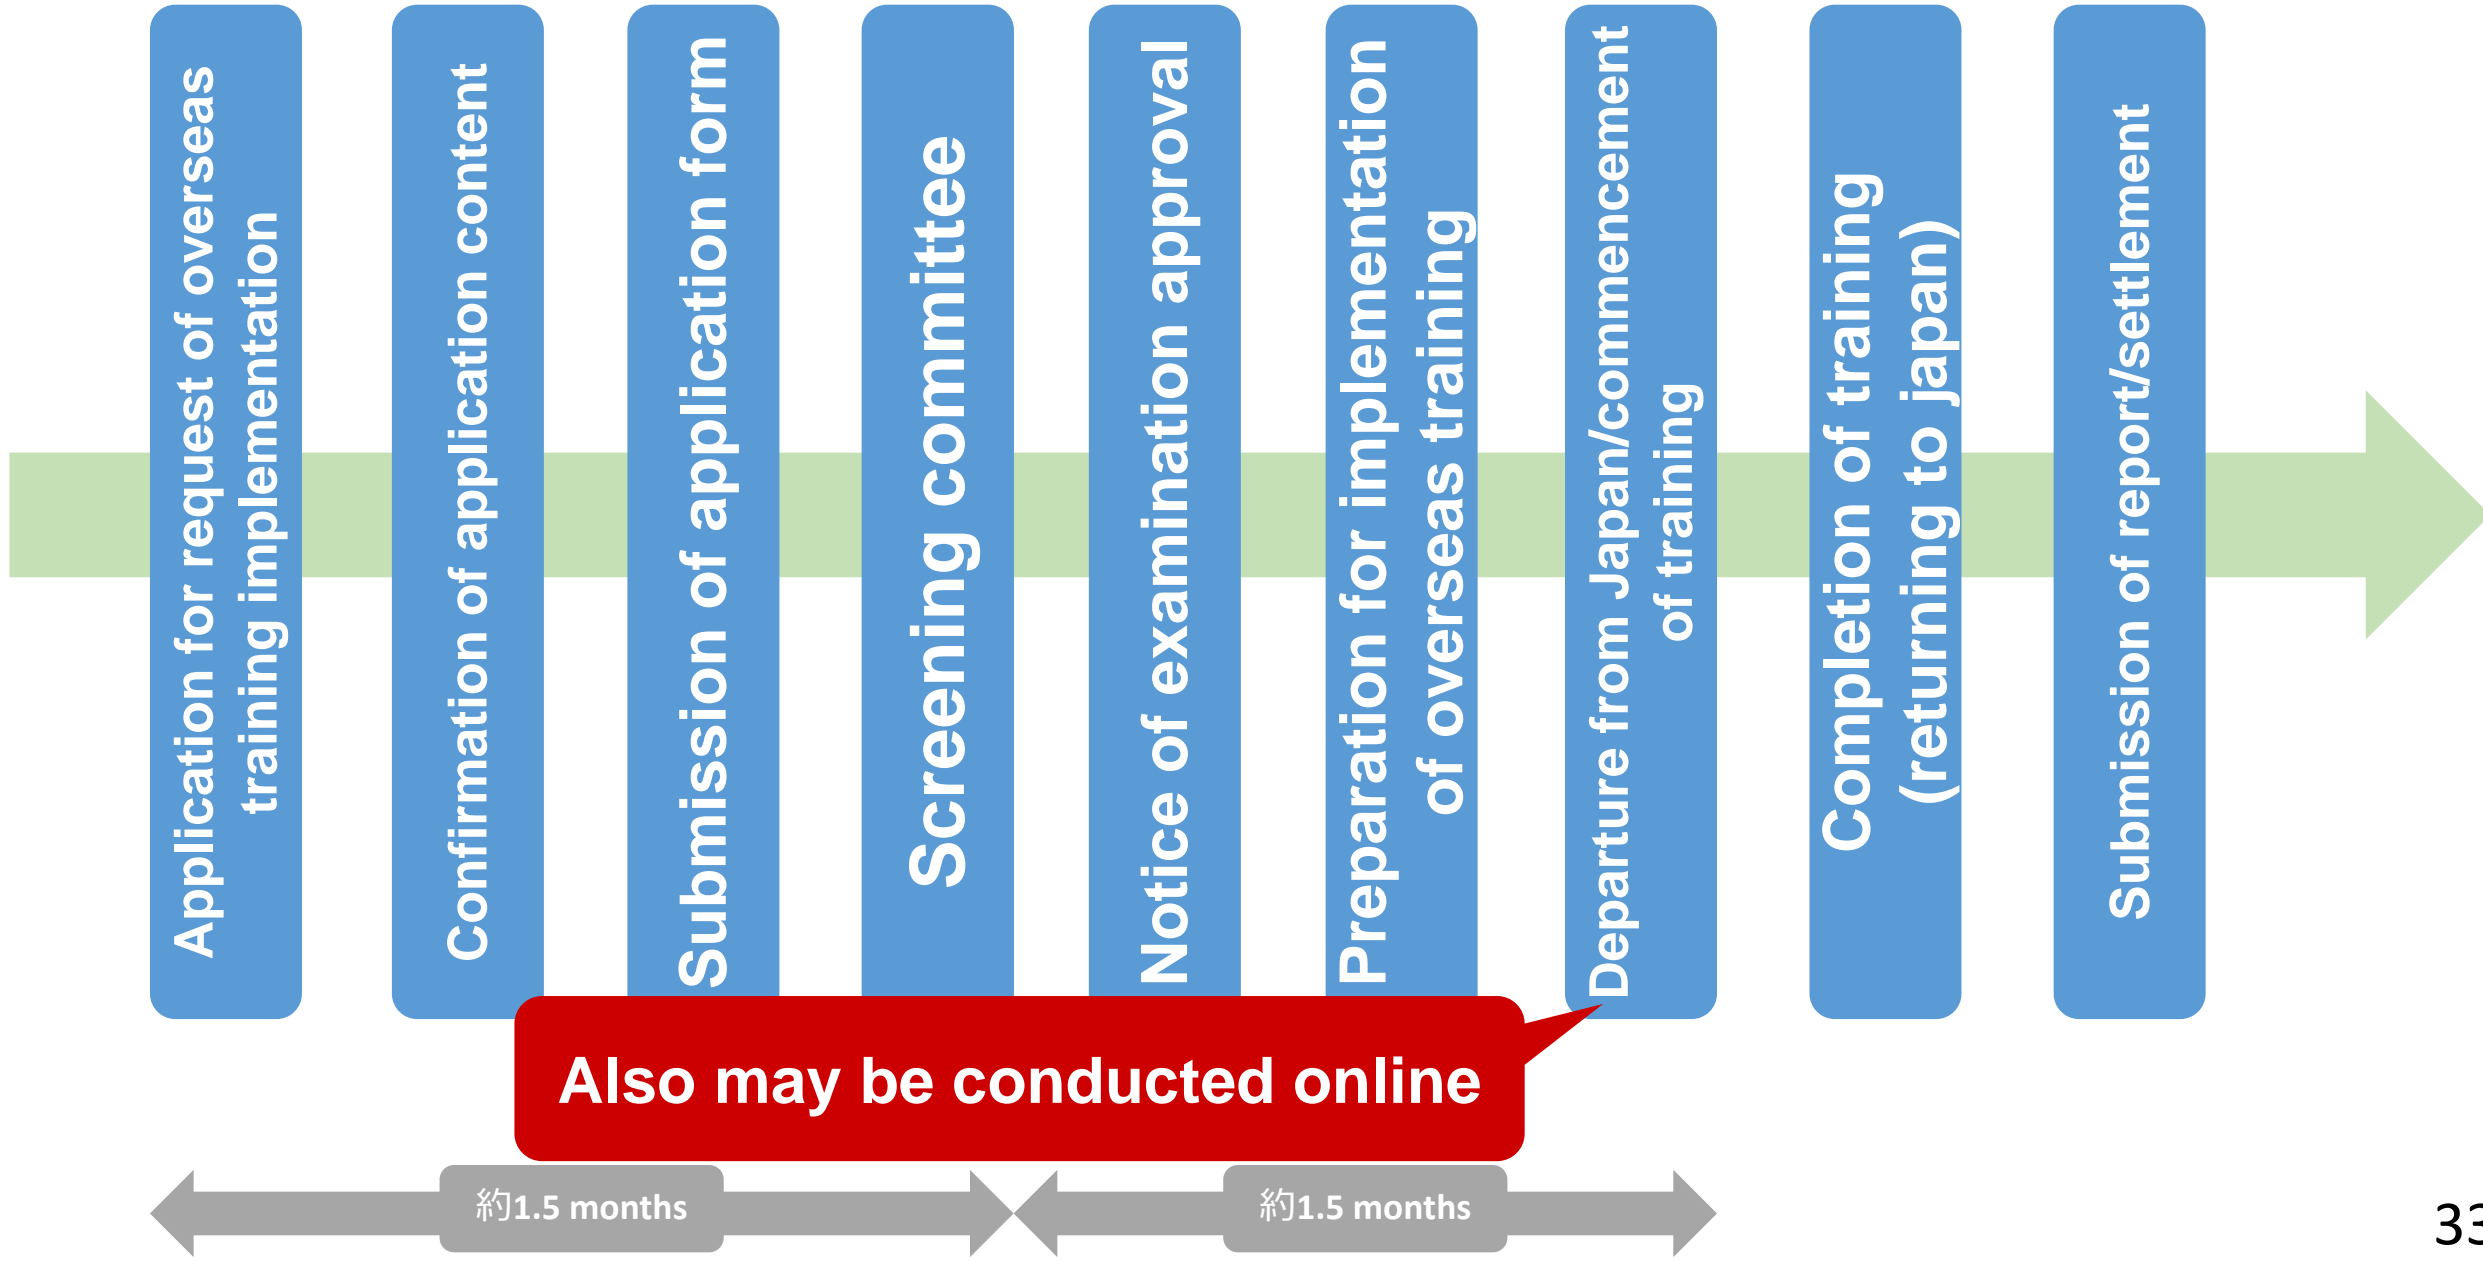 Application for request of overseas
training implementation
Confirmation of application content
Submission of application form
Screening committee
Notice of examination approval
Preparation for implementation
of overseas training
Departure from Japan/commencement
of training
Completion of training
(returning to japan)
Submission of report/settlement
Also may be conducted online
約1.5 months
約1.5 months
33